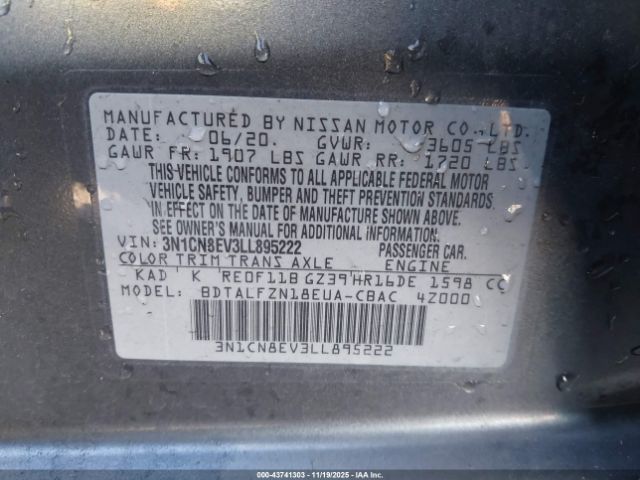 MANUFACTURED BY NISSAN MOTOR CO., LTD.
DATE: 06/20. GVWR: 3605 LBS
GAWR FR: 1907 LBS GAWR RR: 1720 LBS
THIS VEHICLE CONFORMS TO ALL APPLICABLE FEDERAL MOTOR
VEHICLE SAFETY, BUMPER AND THEFT PREVENTION STANDARDS
IN EFFECT ON THE DATE OF MANUFACTURE SHOWN ABOVE.
SEE OWNER'S MANUAL FOR ADDITIONAL INFORMATION.
VIN: 3N1CN8EV3LL895222 PASSENGER CAR.
COLOR TRIM TRANS AXLE ENGINE
KAD K RE0F11B GZ39 HR16DE 1598 CC
MODEL: BDTALFZN18EUA-CBAC 4Z000
3N1CN8EV3LL895222
000-43741303 - 11/19/2025 - IAA Inc.